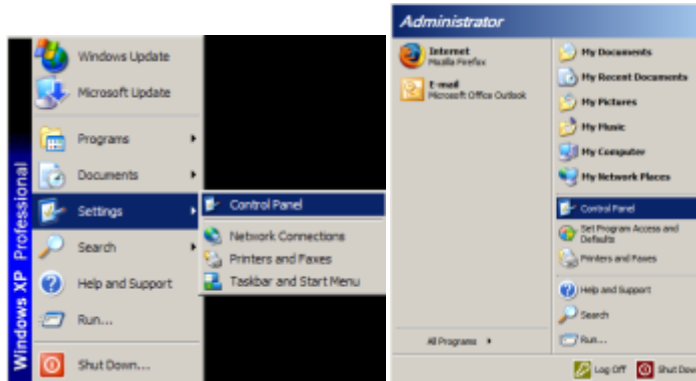 Windows Update
Microsoft Update
Programs
Documents
Settings
Search
Help and Support
Run...
Shut Down...
Windows XP Professional
Control Panel
Network Connections
Printers and Faxes
Taskbar and Start Menu
Administrator
Internet
Mozilla Firefox
E-mail
Microsoft Office Outlook
All Programs
My Documents
My Recent Documents
My Pictures
My Music
My Computer
My Network Places
Control Panel
Set Program Access and
Defaults
Printers and Faxes
Help and Support
Search
Run...
Log Off
Shut Dow